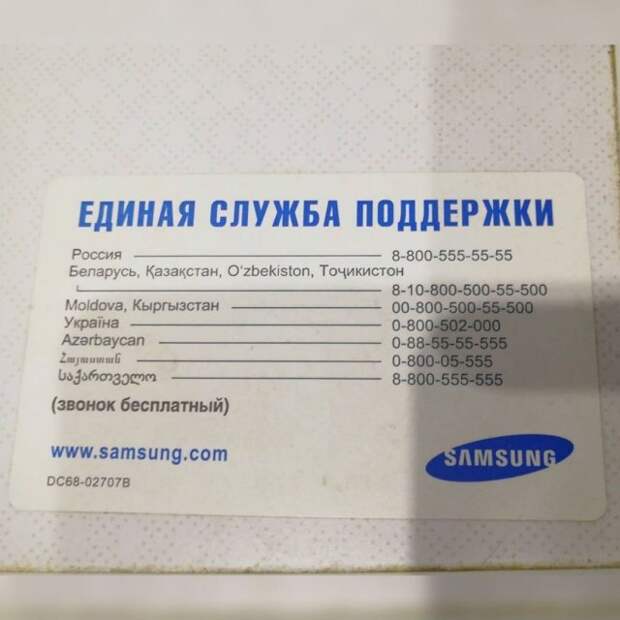 ЕДИНАЯ СЛУЖБА ПОДДЕРЖКИ
Россия 8-800-555-55-55
Беларусь, Қазақстан, O'zbekiston, Тоҷикистон
8-10-800-500-55-500
Moldova, Кыргызстан 00-800-500-55-500
Україна 0-800-502-000
Azərbaycan 0-88-55-55-555
Հայաստան 0-800-05-555
საქართველო 8-800-555-555
(звонок бесплатный)
www.samsung.com
SAMSUNG
DC68-02707B